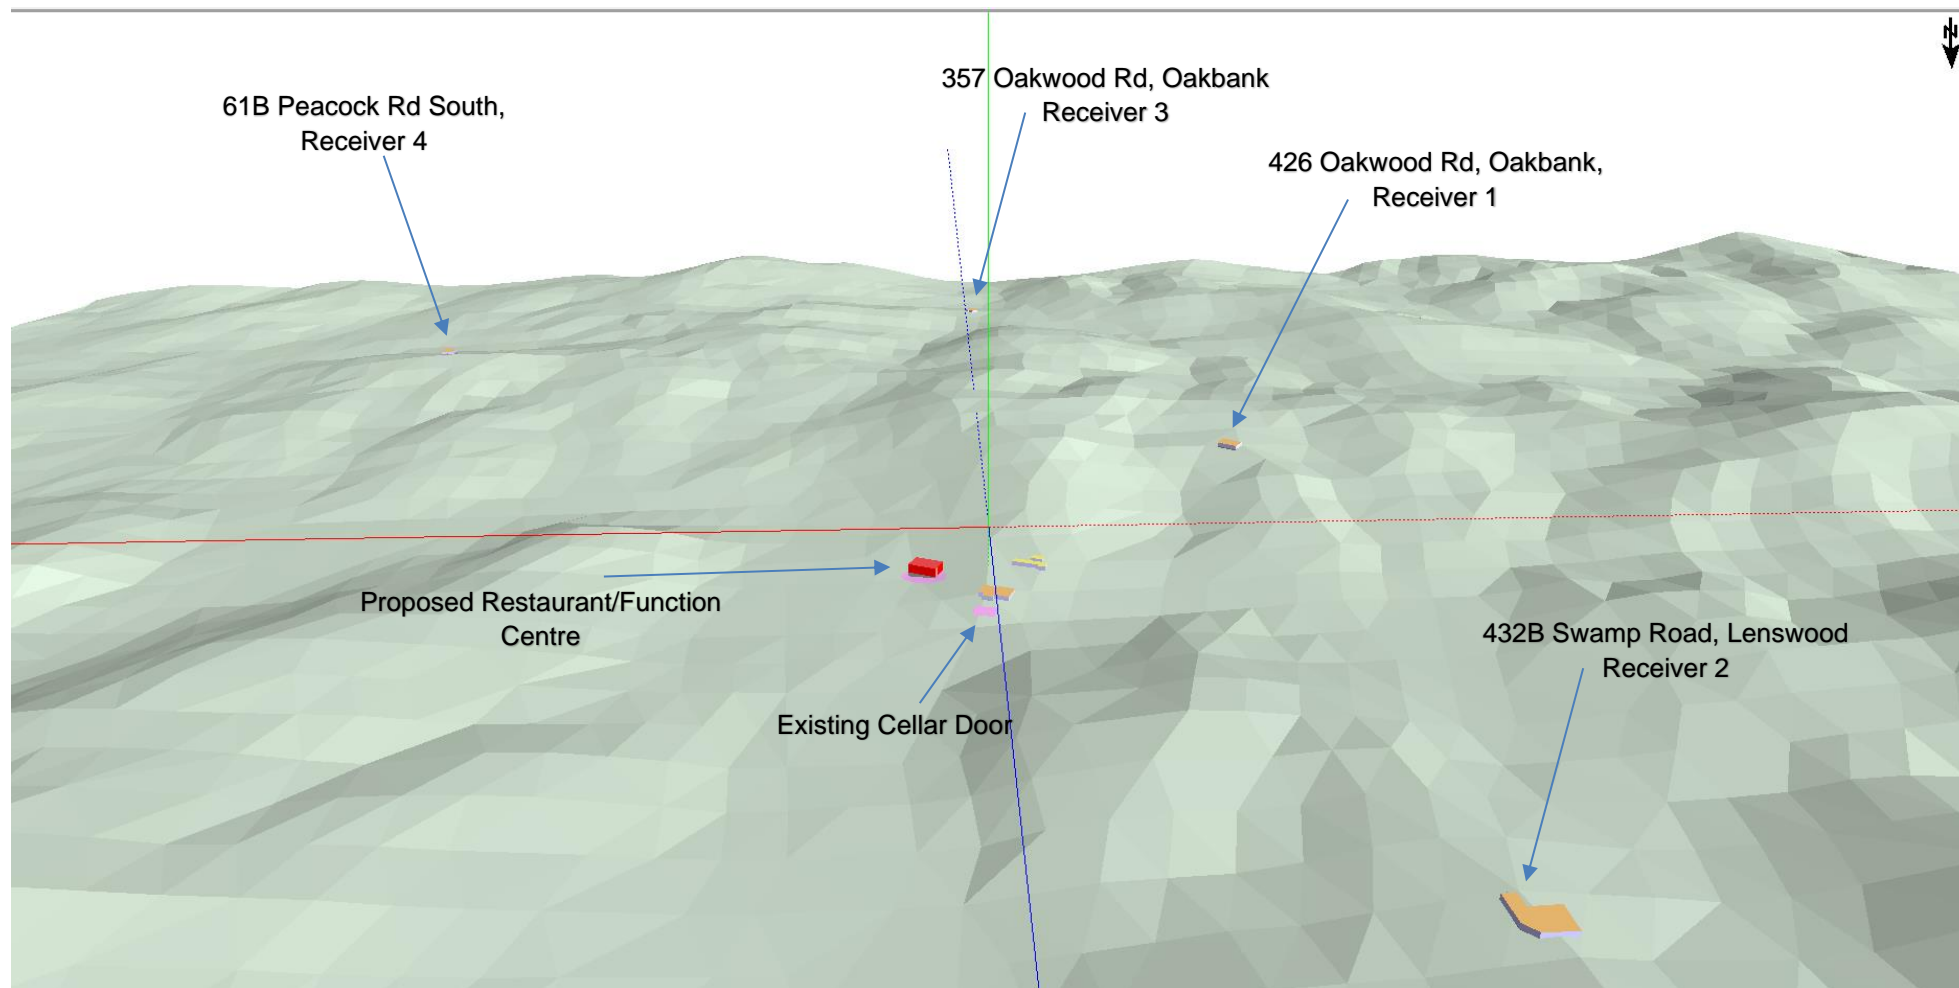 N
357 Oakwood Rd, Oakbank
Receiver 3
61B Peacock Rd South,
Receiver 4
426 Oakwood Rd, Oakbank,
Receiver 1
Proposed Restaurant/Function
Centre
432B Swamp Road, Lenswood
Receiver 2
Existing Cellar Door